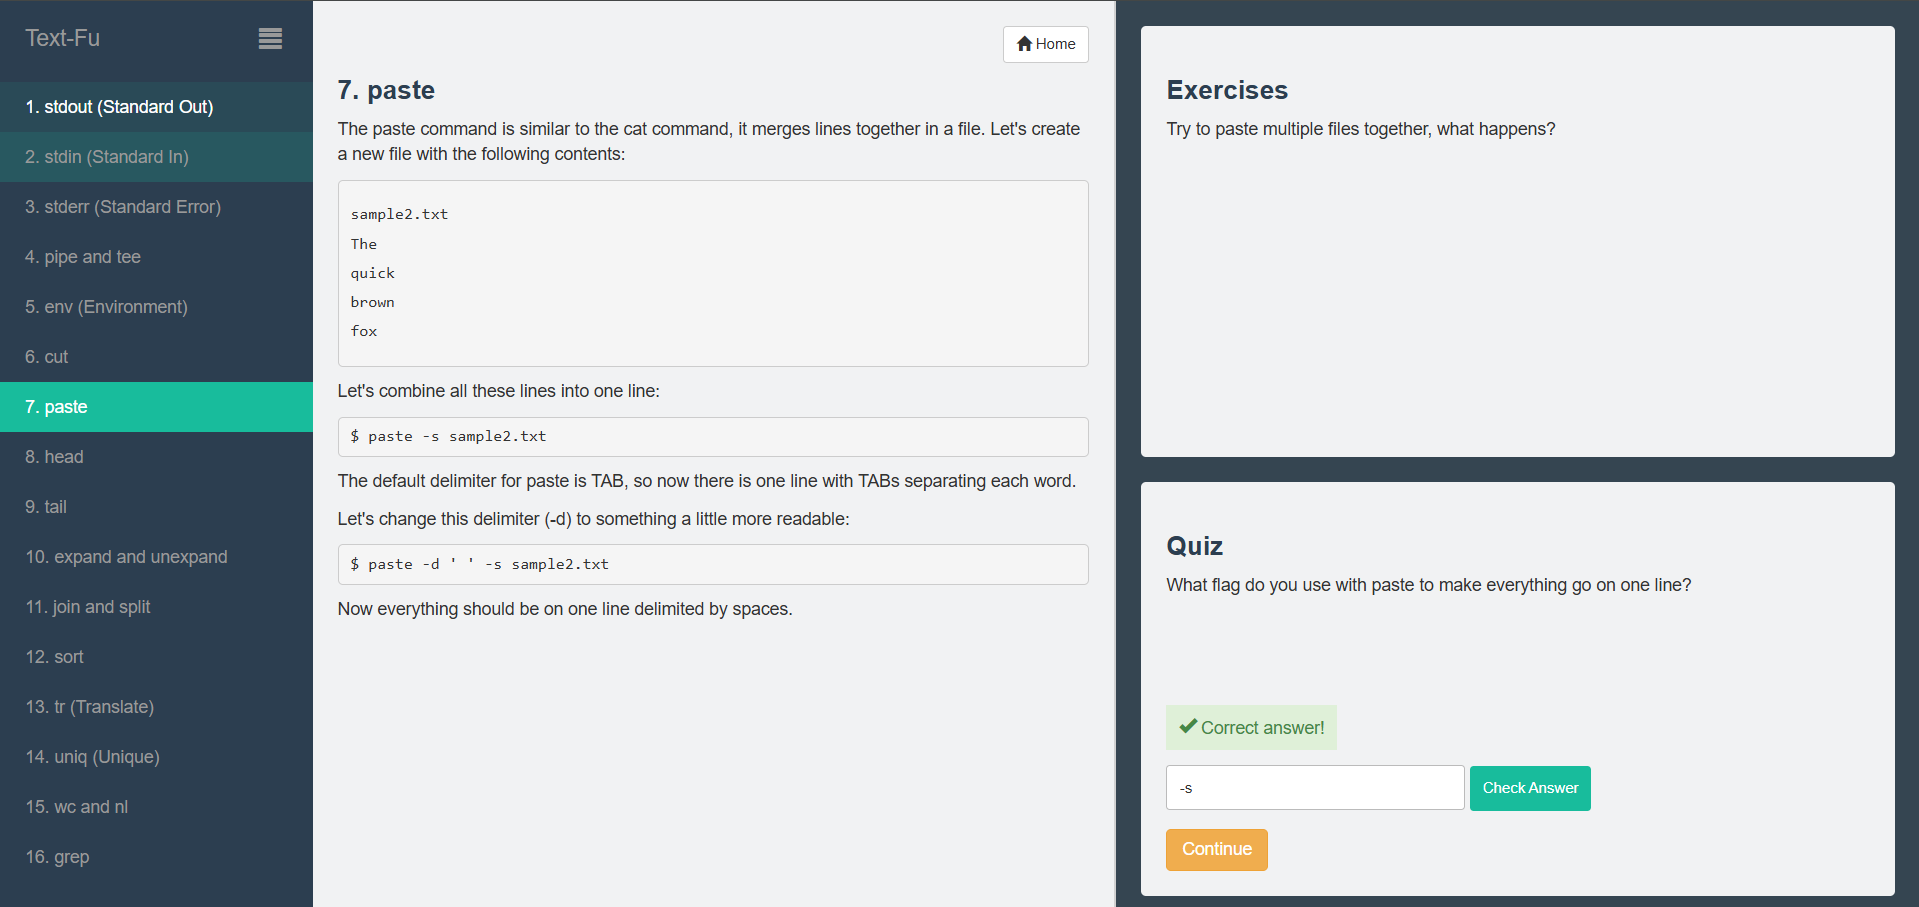 Text-Fu
1. stdout (Standard Out)
2. stdin (Standard In)
3. stderr (Standard Error)
4. pipe and tee
5. env (Environment)
6. cut
7. paste
8. head
9. tail
10. expand and unexpand
11. join and split
12. sort
13. tr (Translate)
14. uniq (Unique)
15. wc and nl
16. grep
Home
7. paste
The paste command is similar to the cat command, it merges lines together in a file. Let's create
a new file with the following contents:
sample2.txt
The
quick
brown
fox
Let's combine all these lines into one line:
$ paste -s sample2.txt
The default delimiter for paste is TAB, so now there is one line with TABs separating each word.
Let's change this delimiter (-d) to something a little more readable:
$ paste -d ' ' -s sample2.txt
Now everything should be on one line delimited by spaces.
Exercises
Try to paste multiple files together, what happens?
Quiz
What flag do you use with paste to make everything go on one line?
Correct answer!
-s
Check Answer
Continue